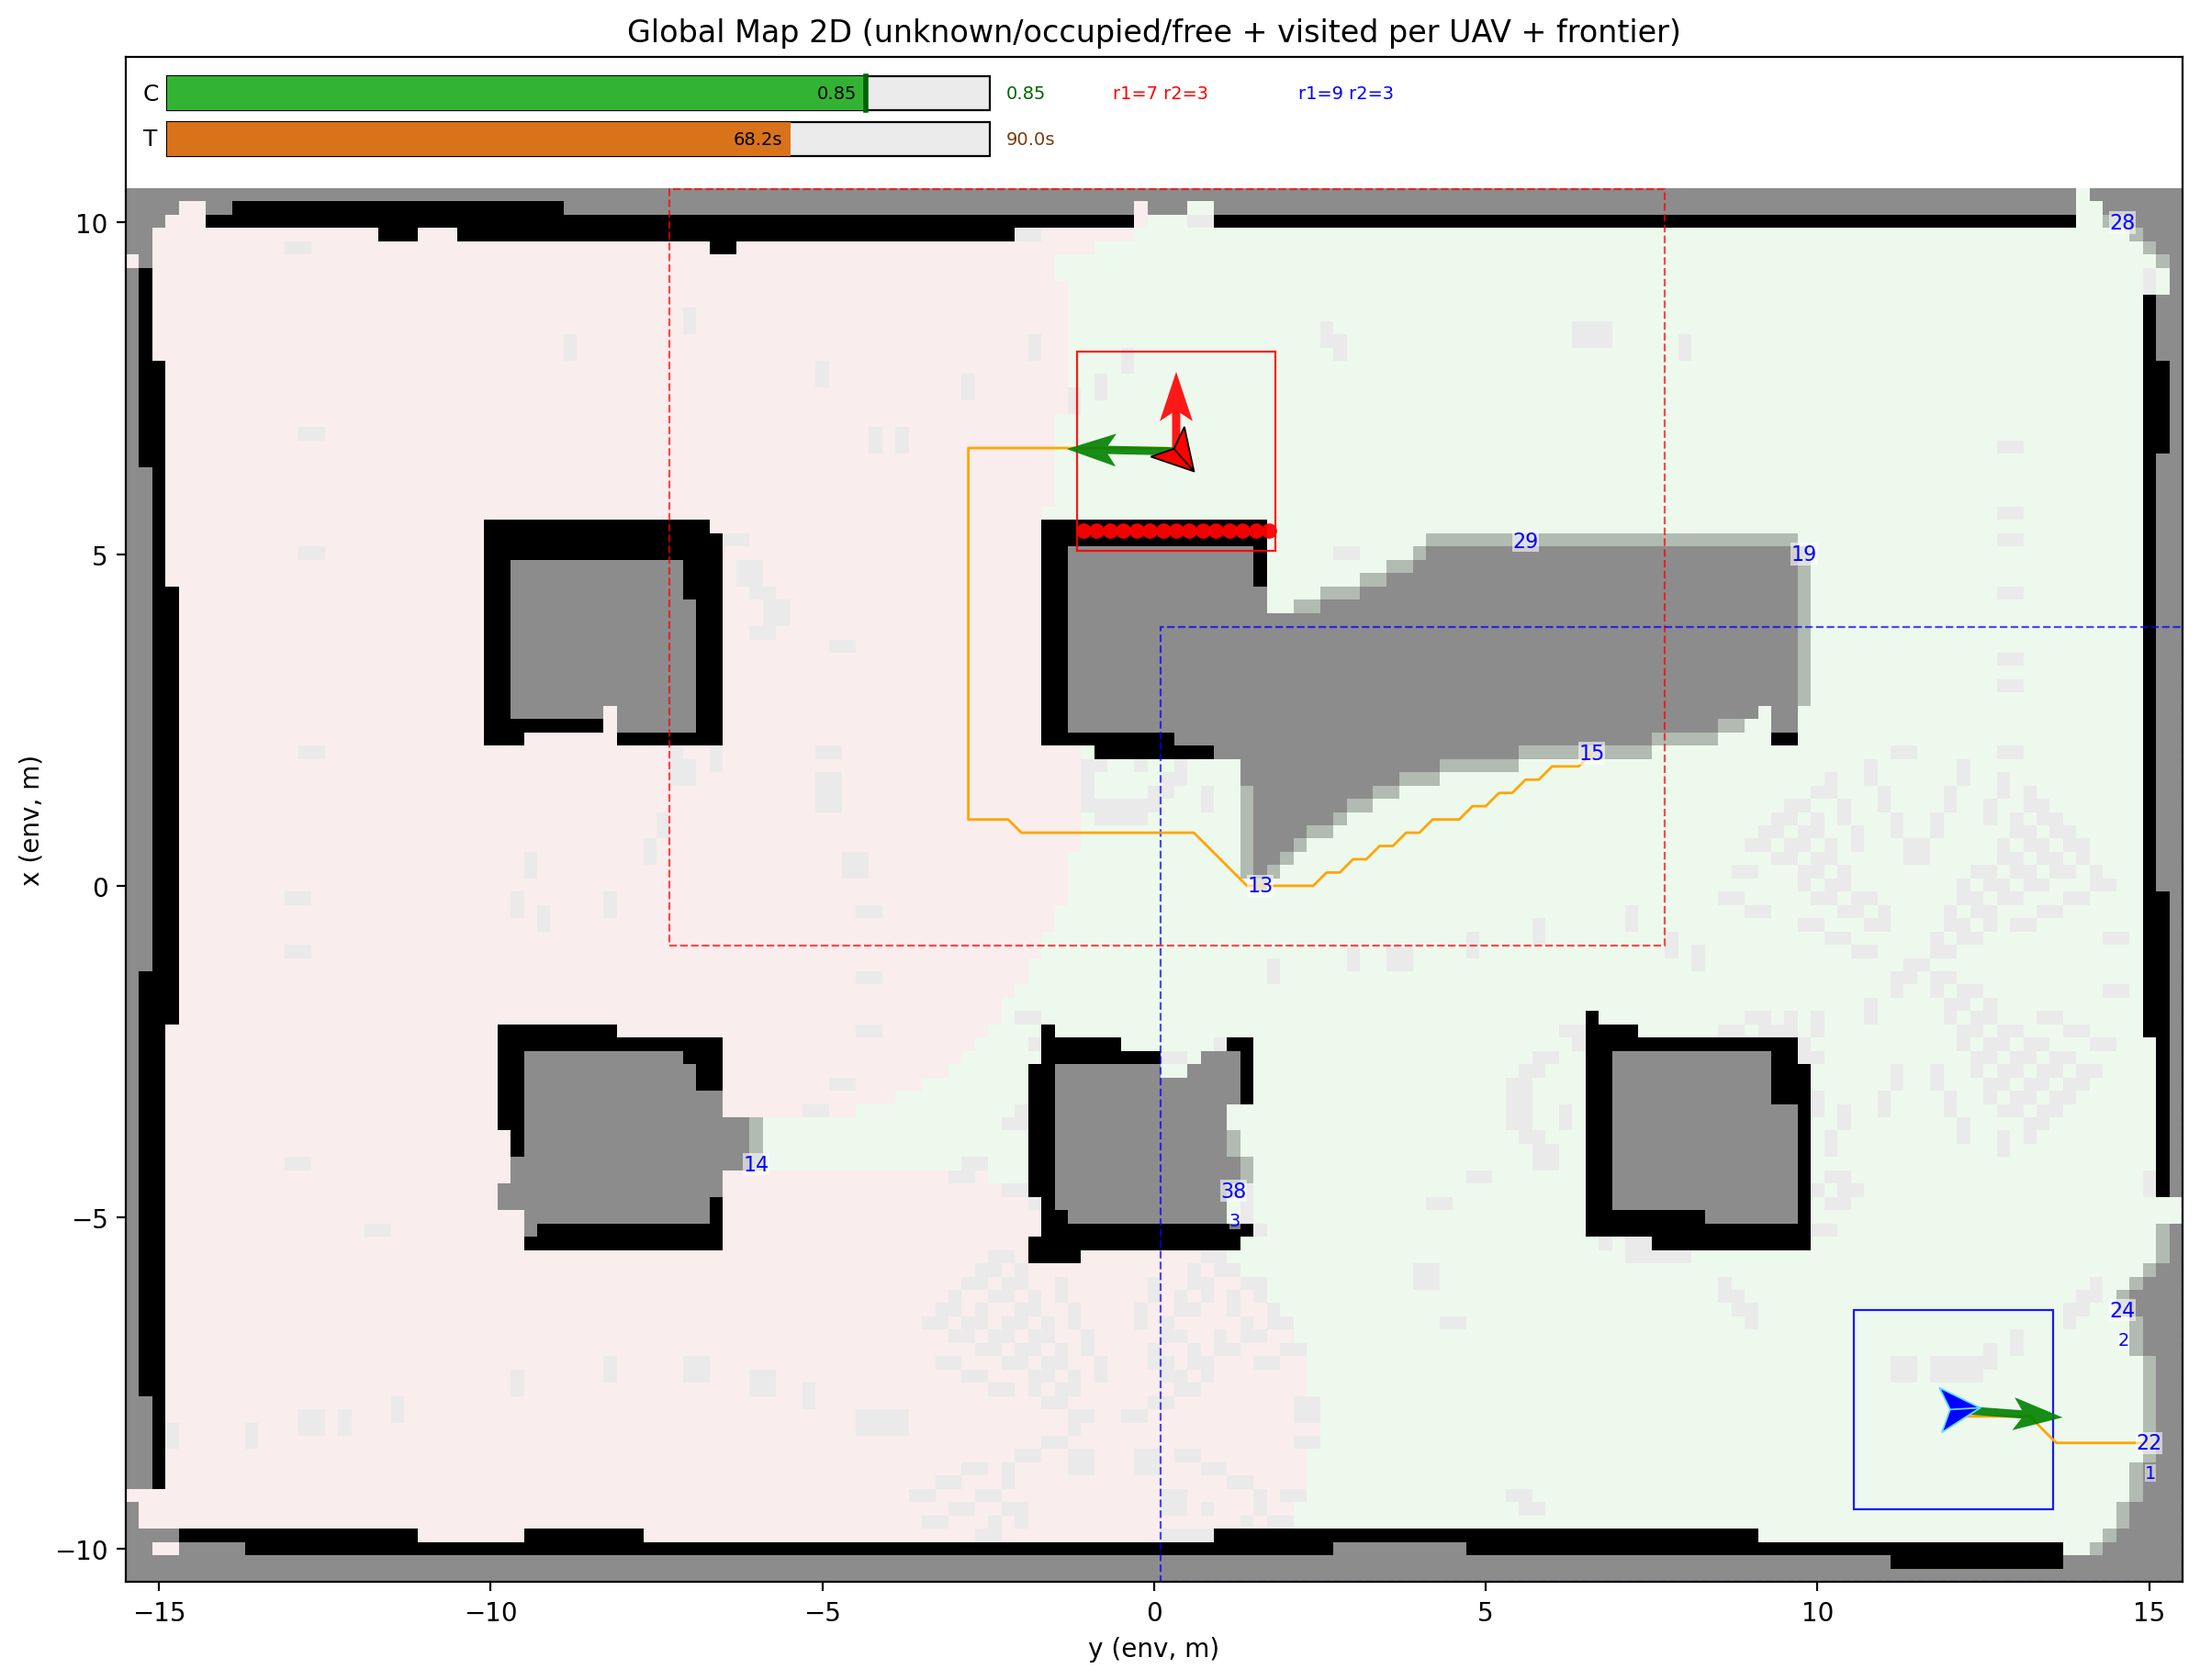 Global Map 2D (unknown/occupied/free + visited per UAV + frontier)
C 0.85 0.85 r1=7 r2=3 r1=9 r2=3
T 68.2s 90.0s
10
5
0
−5
−10
x (env, m)
28
29
19
15
13
14
38
3
24
2
22
1
−15 −10 −5 0 5 10 15
y (env, m)